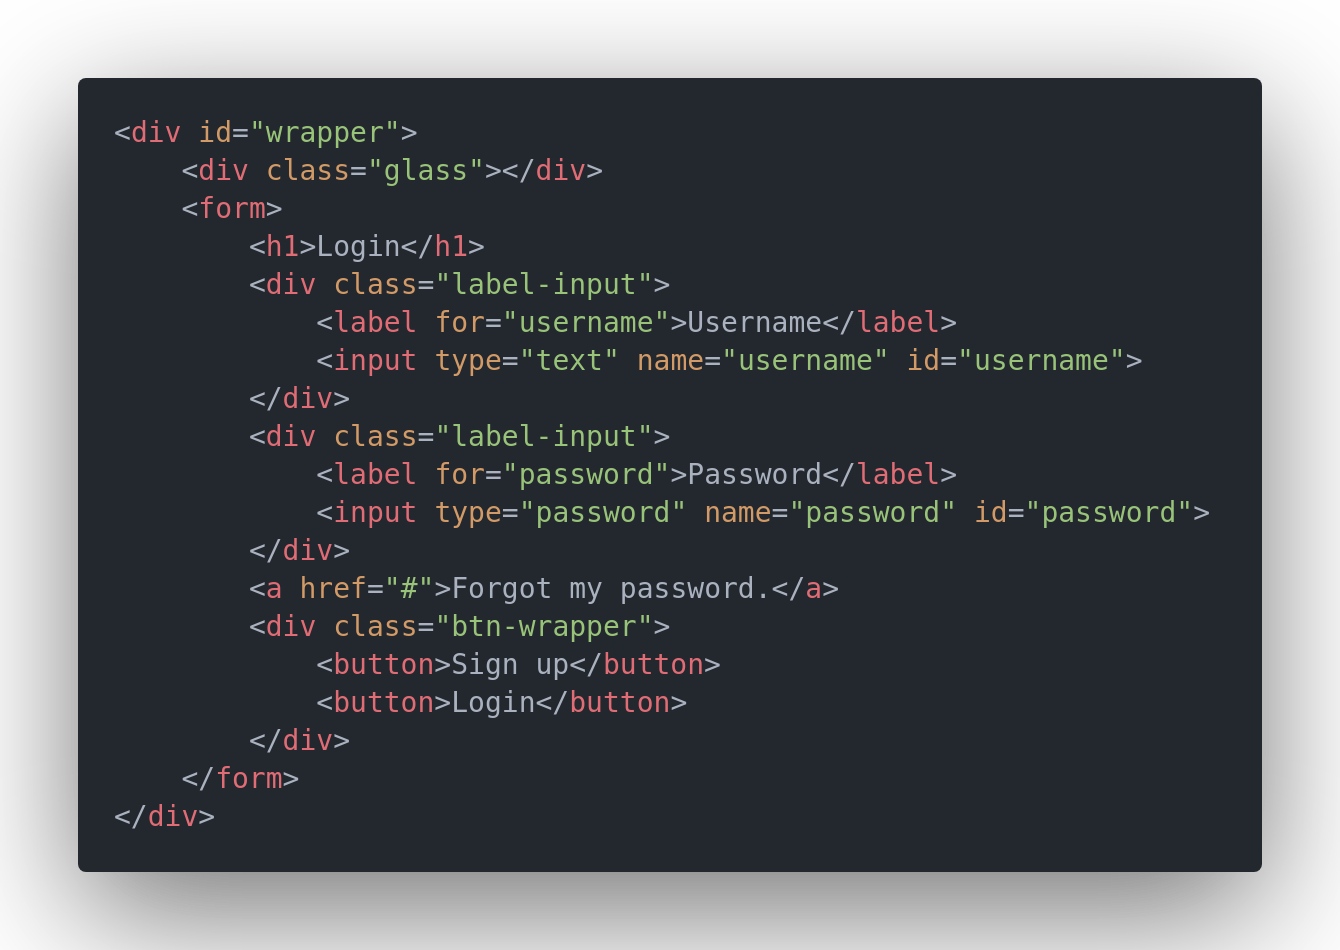 <div id="wrapper">
    <div class="glass"></div>
    <form>
        <h1>Login</h1>
        <div class="label-input">
            <label for="username">Username</label>
            <input type="text" name="username" id="username">
        </div>
        <div class="label-input">
            <label for="password">Password</label>
            <input type="password" name="password" id="password">
        </div>
        <a href="#">Forgot my password.</a>
        <div class="btn-wrapper">
            <button>Sign up</button>
            <button>Login</button>
        </div>
    </form>
</div>